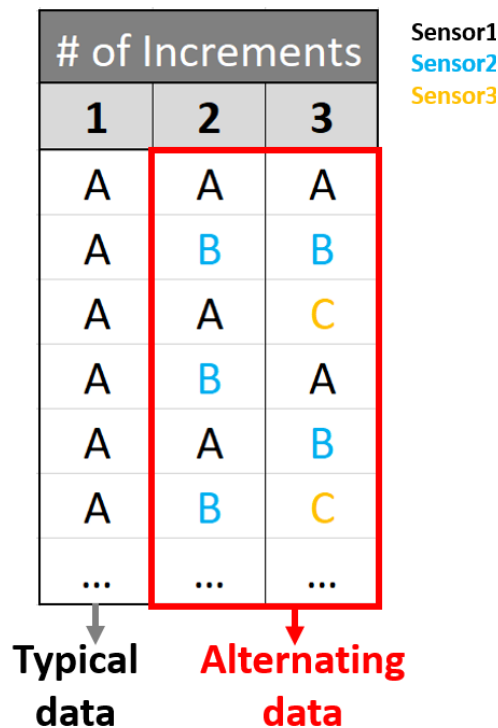 # of Increments
1 2 3
A A A
A B B
A A C
A B A
A A B
A B C
... ... ...
Sensor1
Sensor2
Sensor3
Typical data
Alternating data